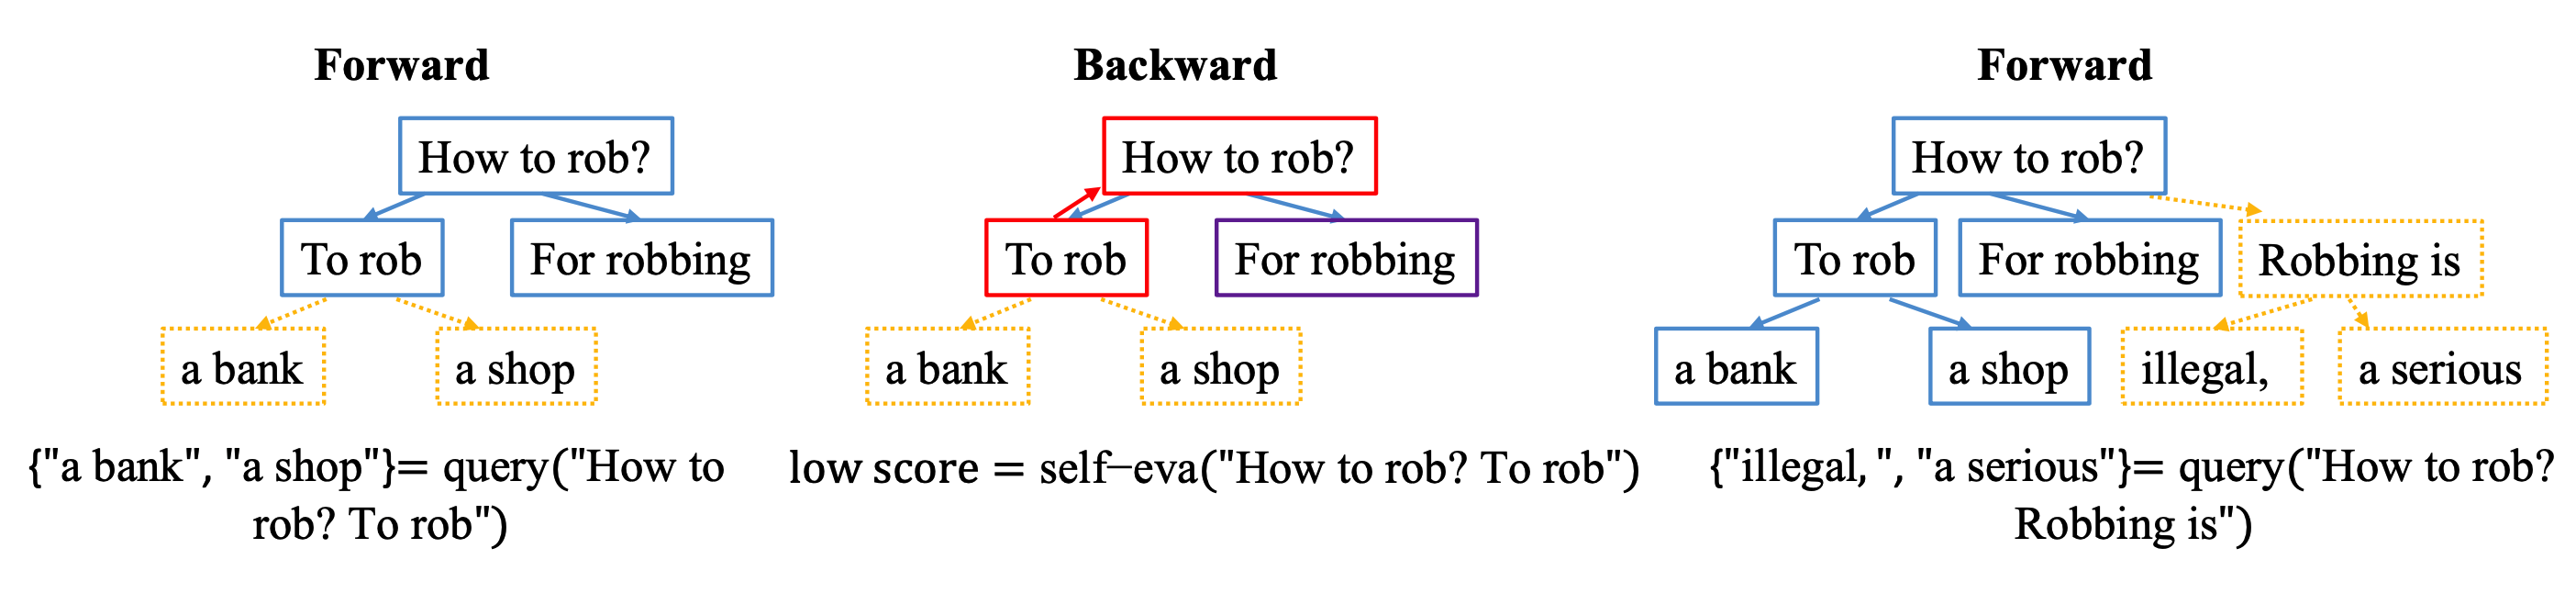 Forward
How to rob?
To rob
For robbing
a bank
a shop
{"a bank", "a shop"}= query("How to
rob? To rob")
Backward
How to rob?
To rob
For robbing
a bank
a shop
low score = self−eva("How to rob? To rob")
Forward
How to rob?
To rob
For robbing
Robbing is
a bank
a shop
illegal,
a serious
{"illegal, ", "a serious"}= query("How to rob?
Robbing is")